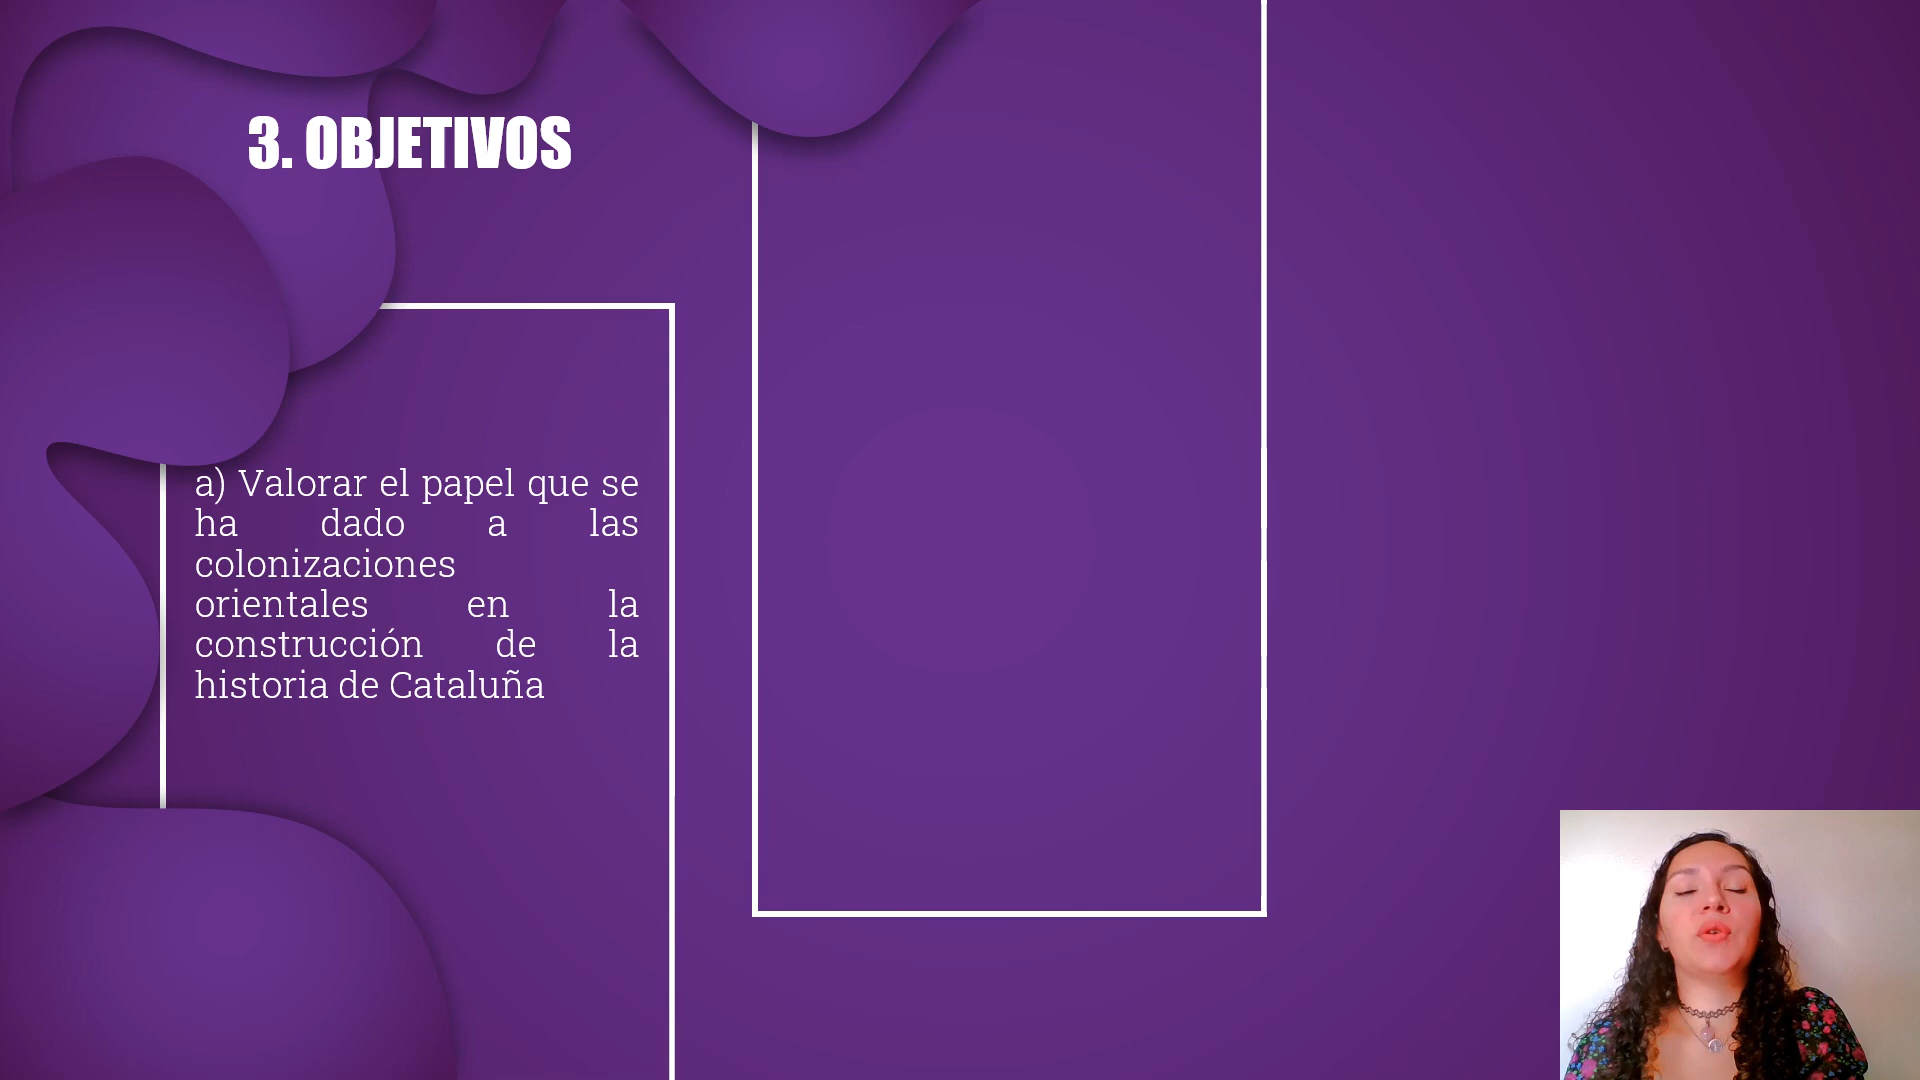 3. OBJETIVOS
a) Valorar el papel que se
ha dado a las
colonizaciones
orientales en la
construcción de la
historia de Cataluña